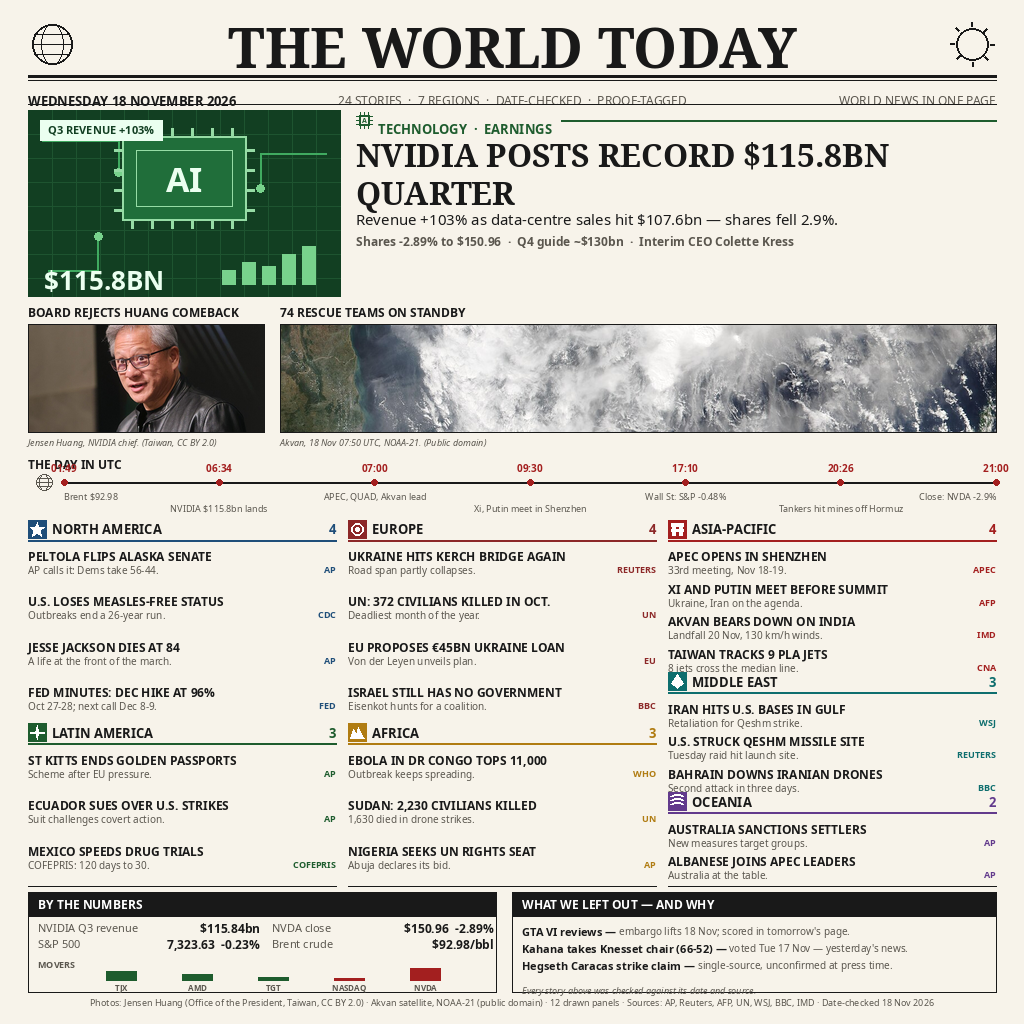 THE WORLD TODAY
WEDNESDAY 18 NOVEMBER 2026
24 STORIES · 7 REGIONS · DATE-CHECKED · PROOF-TAGGED
WORLD NEWS IN ONE PAGE
Q3 REVENUE +103%
AI
$115.8BN
AI
TECHNOLOGY · EARNINGS
NVIDIA POSTS RECORD $115.8BN
QUARTER
Revenue +103% as data-centre sales hit $107.6bn — shares fell 2.9%.
Shares -2.89% to $150.96 · Q4 guide ~$130bn · Interim CEO Colette Kress
BOARD REJECTS HUANG COMEBACK
Jensen Huang, NVIDIA chief. (Taiwan, CC BY 2.0)
74 RESCUE TEAMS ON STANDBY
Akvan, 18 Nov 07:50 UTC, NOAA-21. (Public domain)
THE DAY IN UTC
01:49 06:34 07:00 09:30 17:10 20:26 21:00
Brent $92.98 APEC, QUAD, Akvan lead Wall St: S&P -0.48% Close: NVDA -2.9%
NVIDIA $115.8bn lands Xi, Putin meet in Shenzhen Tankers hit mines off Hormuz
NORTH AMERICA 4
PELTOLA FLIPS ALASKA SENATE
AP calls it: Dems take 56-44. AP
U.S. LOSES MEASLES-FREE STATUS
Outbreaks end a 26-year run. CDC
JESSE JACKSON DIES AT 84
A life at the front of the march. AP
FED MINUTES: DEC HIKE AT 96%
Oct 27-28; next call Dec 8-9. FED
LATIN AMERICA 3
ST KITTS ENDS GOLDEN PASSPORTS
Scheme after EU pressure. AP
ECUADOR SUES OVER U.S. STRIKES
Suit challenges covert action. AP
MEXICO SPEEDS DRUG TRIALS
COFEPRIS: 120 days to 30. COFEPRIS
EUROPE 4
UKRAINE HITS KERCH BRIDGE AGAIN
Road span partly collapses. REUTERS
UN: 372 CIVILIANS KILLED IN OCT.
Deadliest month of the year. UN
EU PROPOSES €45BN UKRAINE LOAN
Von der Leyen unveils plan. EU
ISRAEL STILL HAS NO GOVERNMENT
Eisenkot hunts for a coalition. BBC
AFRICA 3
EBOLA IN DR CONGO TOPS 11,000
Outbreak keeps spreading. WHO
SUDAN: 2,230 CIVILIANS KILLED
1,630 died in drone strikes. UN
NIGERIA SEEKS UN RIGHTS SEAT
Abuja declares its bid. AP
ASIA-PACIFIC 4
APEC OPENS IN SHENZHEN
33rd meeting, Nov 18-19. APEC
XI AND PUTIN MEET BEFORE SUMMIT
Ukraine, Iran on the agenda. AFP
AKVAN BEARS DOWN ON INDIA
Landfall 20 Nov, 130 km/h winds. IMD
TAIWAN TRACKS 9 PLA JETS
8 jets cross the median line. CNA
MIDDLE EAST 3
IRAN HITS U.S. BASES IN GULF
Retaliation for Qeshm strike. WSJ
U.S. STRUCK QESHM MISSILE SITE
Tuesday raid hit launch site. REUTERS
BAHRAIN DOWNS IRANIAN DRONES
Second attack in three days. BBC
OCEANIA 2
AUSTRALIA SANCTIONS SETTLERS
New measures target groups. AP
ALBANESE JOINS APEC LEADERS
Australia at the table. AP
BY THE NUMBERS
NVIDIA Q3 revenue $115.84bn NVDA close $150.96 -2.89%
S&P 500 7,323.63 -0.23% Brent crude $92.98/bbl
MOVERS
TJX AMD TGT NASDAQ NVDA
WHAT WE LEFT OUT — AND WHY
GTA VI reviews — embargo lifts 18 Nov; scored in tomorrow's page.
Kahana takes Knesset chair (66-52) — voted Tue 17 Nov — yesterday's news.
Hegseth Caracas strike claim — single-source, unconfirmed at press time.
Every story above was checked against its date and source.
Photos: Jensen Huang (Office of the President, Taiwan, CC BY 2.0) · Akvan satellite, NOAA-21 (public domain) · 12 drawn panels · Sources: AP, Reuters, AFP, UN, WSJ, BBC, IMD · Date-checked 18 Nov 2026